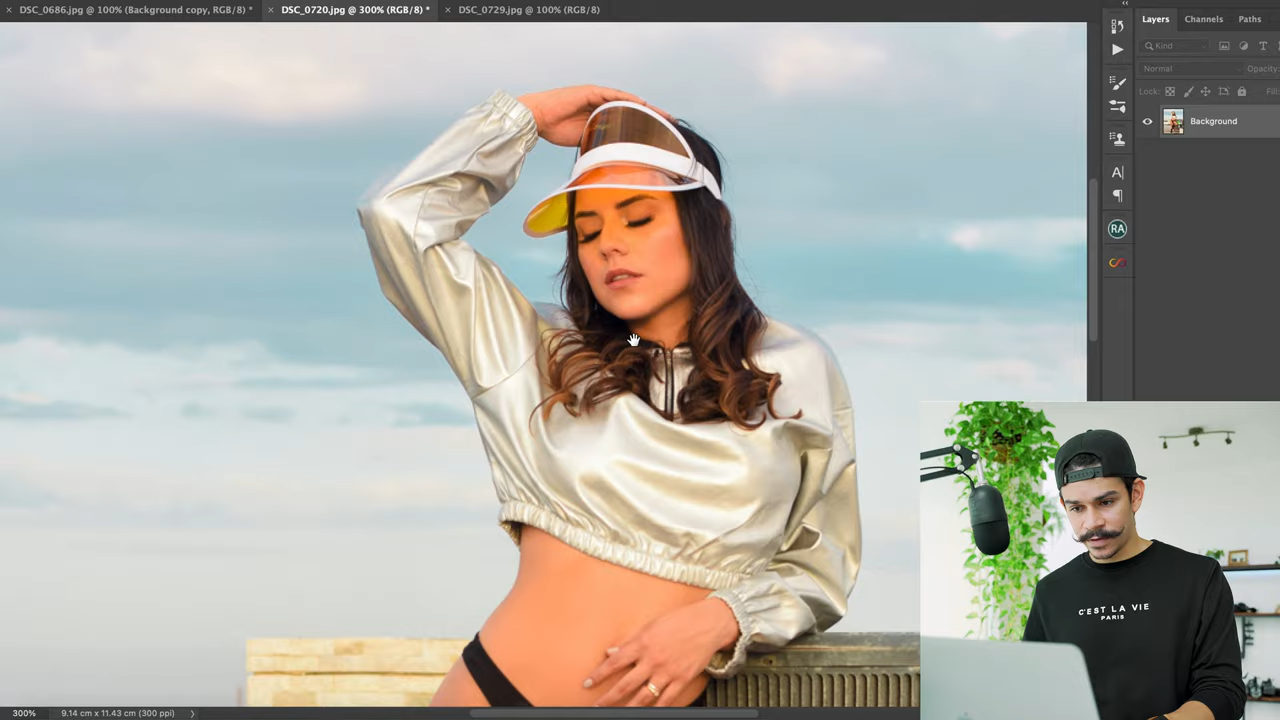 DSC_0686.jpg @ 100% (Background copy, RGB/8) *
DSC_0720.jpg @ 300% (RGB/8) *
DSC_0729.jpg @ 100% (RGB/8)
Layers
Channels
Paths
Kind
Normal
Opacity:
Lock:
Fill:
Background
A|
RA
C'EST LA VIE
PARIS
300%
9.14 cm x 11.43 cm (300 ppi)